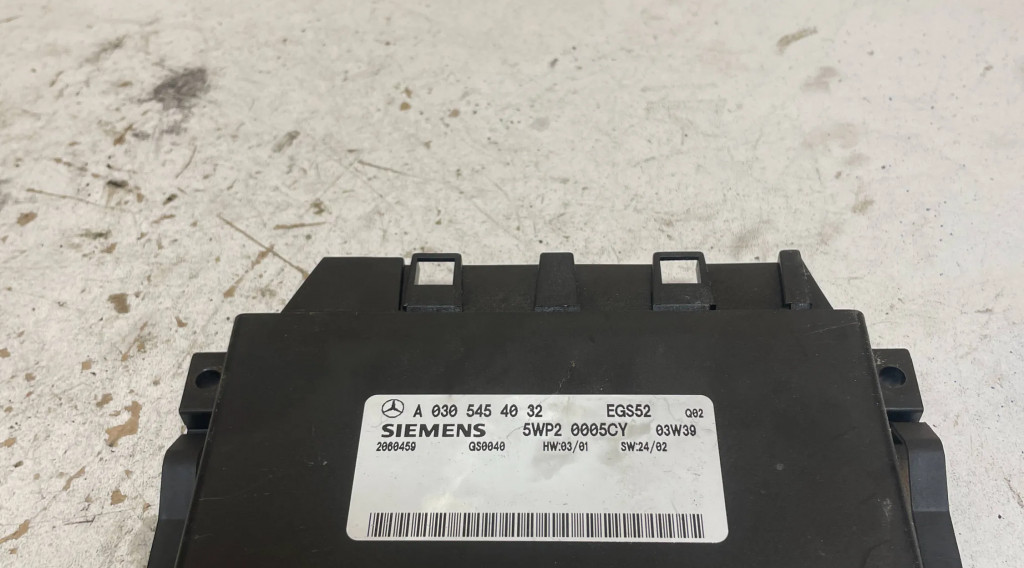 A 030 545 40 32 EGS52 Q02
SIEMENS 5WP2 0005CY 03W39
2060459 GS0040 HW:03/01 SW:24/02